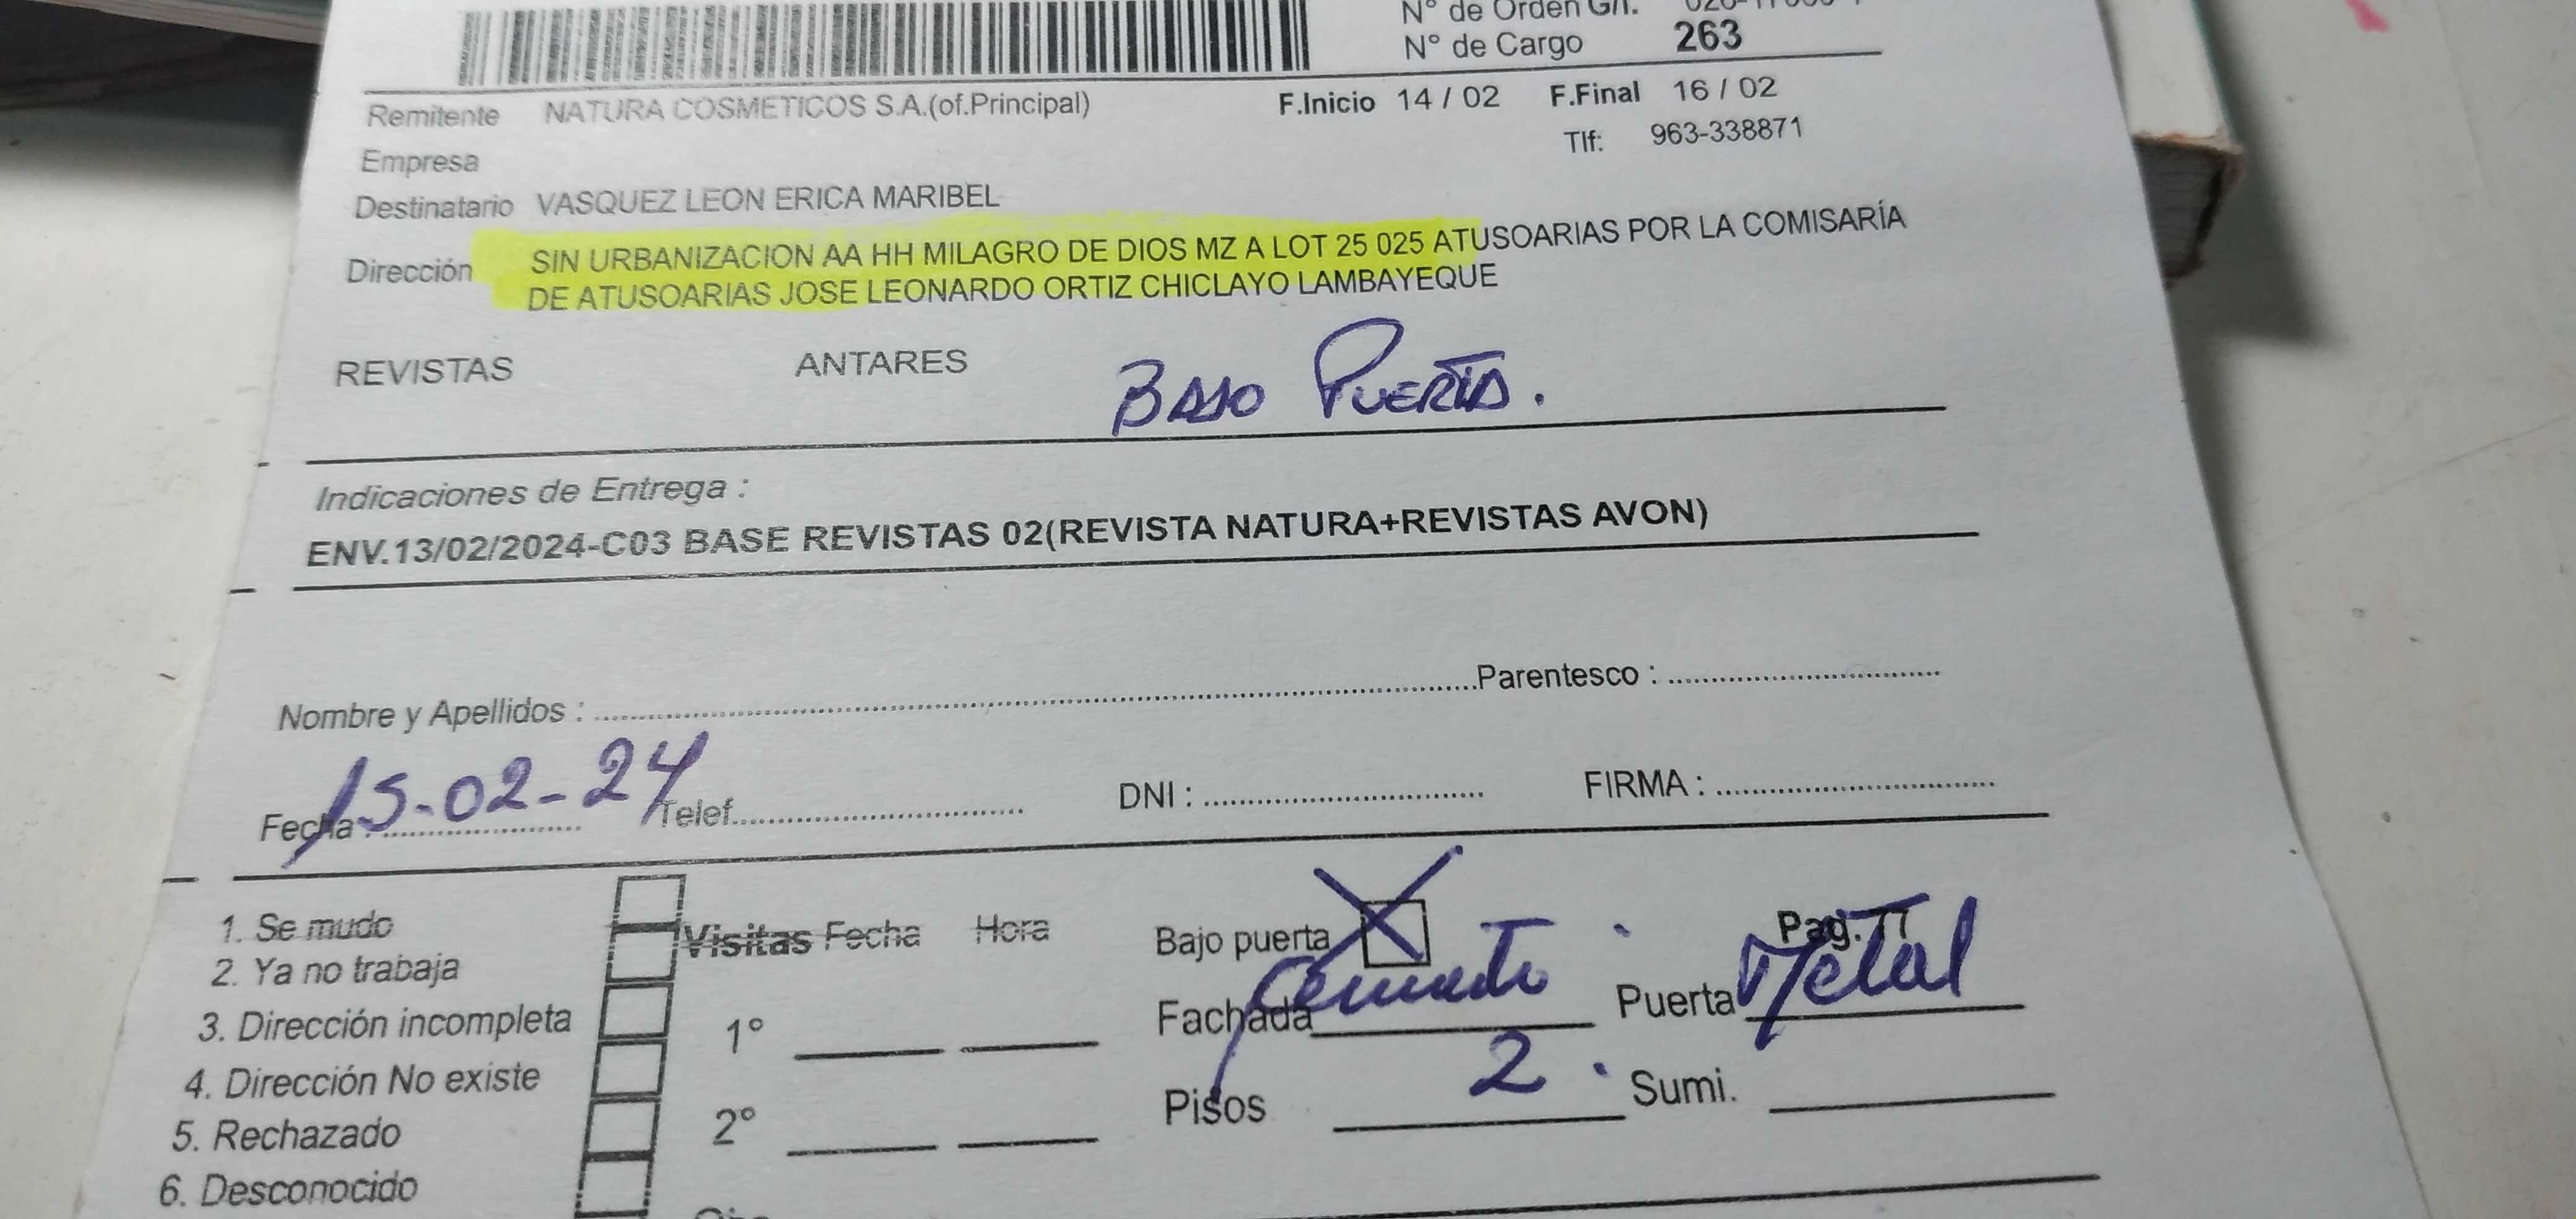 N° de Orden G/I.
N° de Cargo 263
Remitente NATURA COSMETICOS S.A.(of.Principal) F.Inicio 14 / 02 F.Final 16 / 02
Tlf: 963-338871
Empresa
Destinatario VASQUEZ LEON ERICA MARIBEL
Dirección SIN URBANIZACION AA HH MILAGRO DE DIOS MZ A LOT 25 025 ATUSOARIAS POR LA COMISARÍA
DE ATUSOARIAS JOSE LEONARDO ORTIZ CHICLAYO LAMBAYEQUE
REVISTAS ANTARES BAJO PUERTA.
Indicaciones de Entrega :
ENV.13/02/2024-C03 BASE REVISTAS 02(REVISTA NATURA+REVISTAS AVON)
Nombre y Apellidos : Parentesco :
Fecha : 15-02-24 Telef. DNI : FIRMA :
1. Se mudo Visitas Fecha Hora Bajo puerta X Pag.
2. Ya no trabaja
3. Dirección incompleta 1° Fachada Cemento Puerta Metal
4. Dirección No existe
5. Rechazado 2° Pisos 2 Sumi.
6. Desconocido